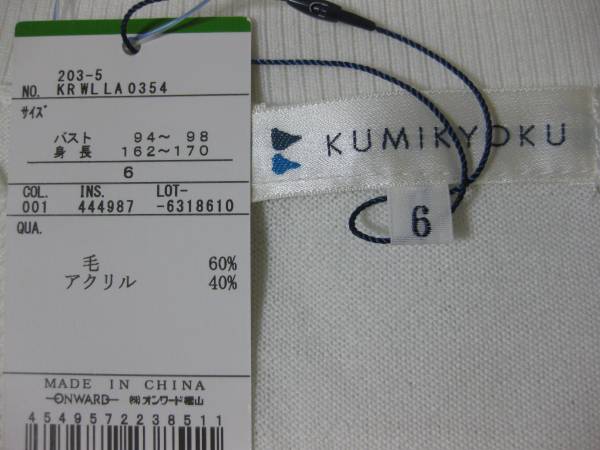 203-5
NO. KRWLLA0354
サイズ
バスト 94～ 98
身長 162～170
6
COL. INS. LOT-
001 444987 -6318610
QUA.
毛 60%
アクリル 40%
MADE IN CHINA
ONWARD ㈱オンワード樫山
4549572238511
KUMIKYOKU
6